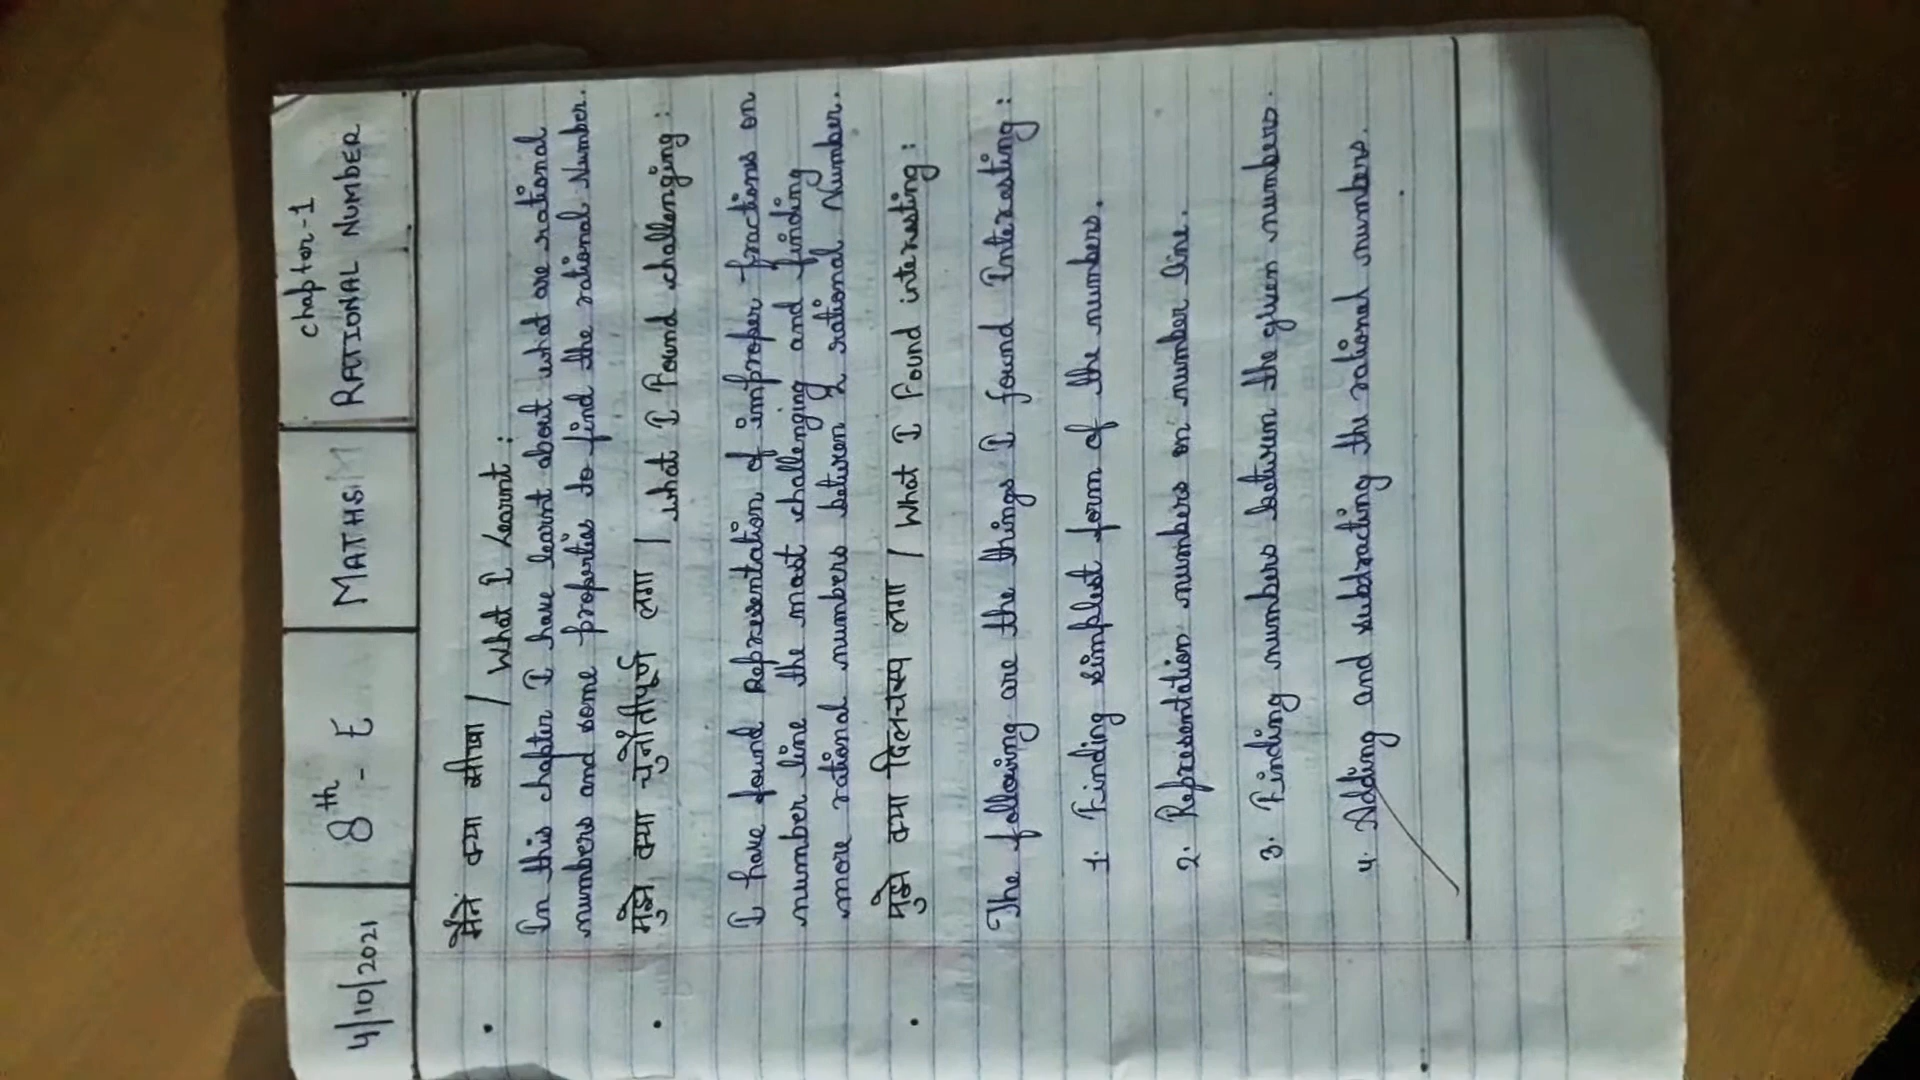 4/10/2021 8th - E MATHS chapter-1
RATIONAL NUMBER
• मैंने क्या सीखा / What I Learnt :
In this chapter I have learnt about what are rational
numbers and some properties to find the rational Number.
• मुझे क्या चुनौतीपूर्ण लगा / what I Found challenging :
I have found Representation of improper fractions on
number line the most challenging and finding
more rational numbers between 2 rational Number.
• मुझे क्या दिलचस्प लगा / What I Found interesting :
The following are the things I found Interesting :
1. Finding simplest form of the numbers.
2. Representation numbers on number line.
3. Finding numbers between the given numbers.
4. Adding and subtracting the rational numbers.